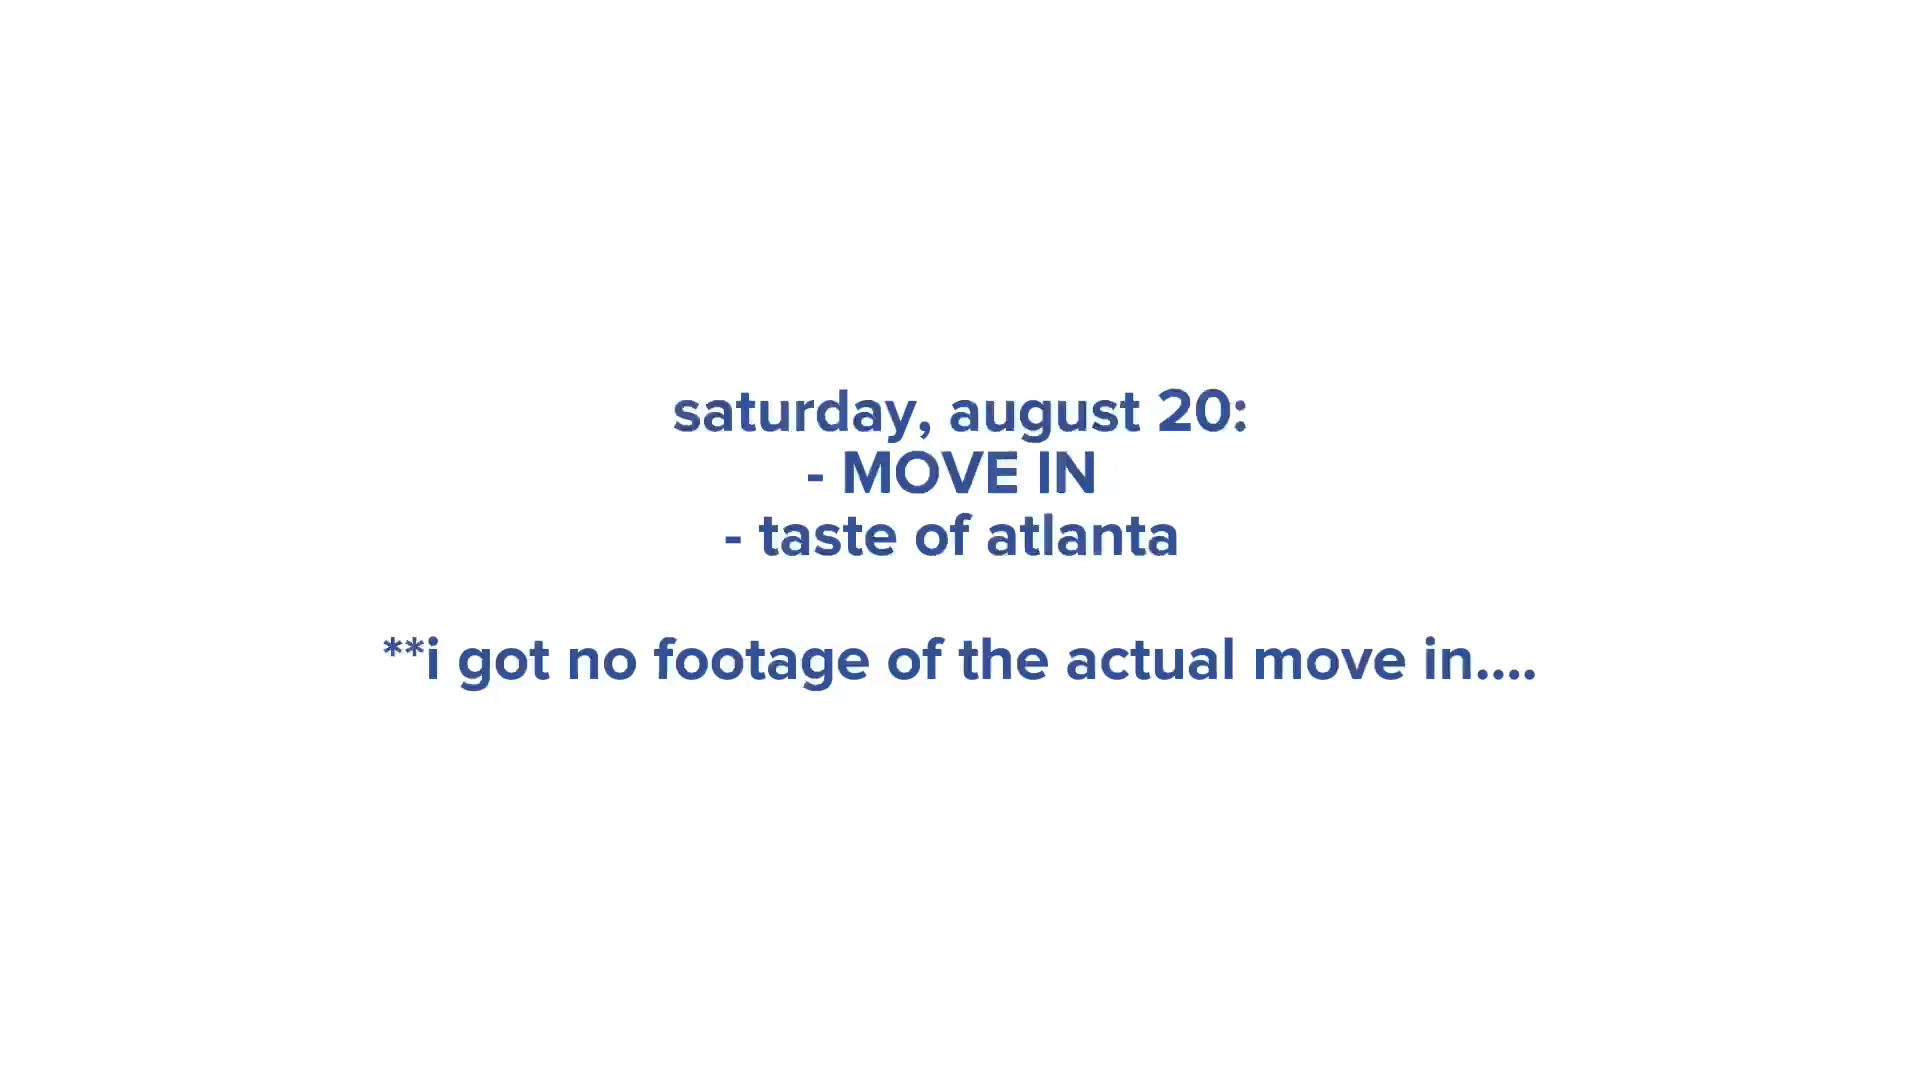 saturday, august 20:
- MOVE IN
- taste of atlanta
**i got no footage of the actual move in....